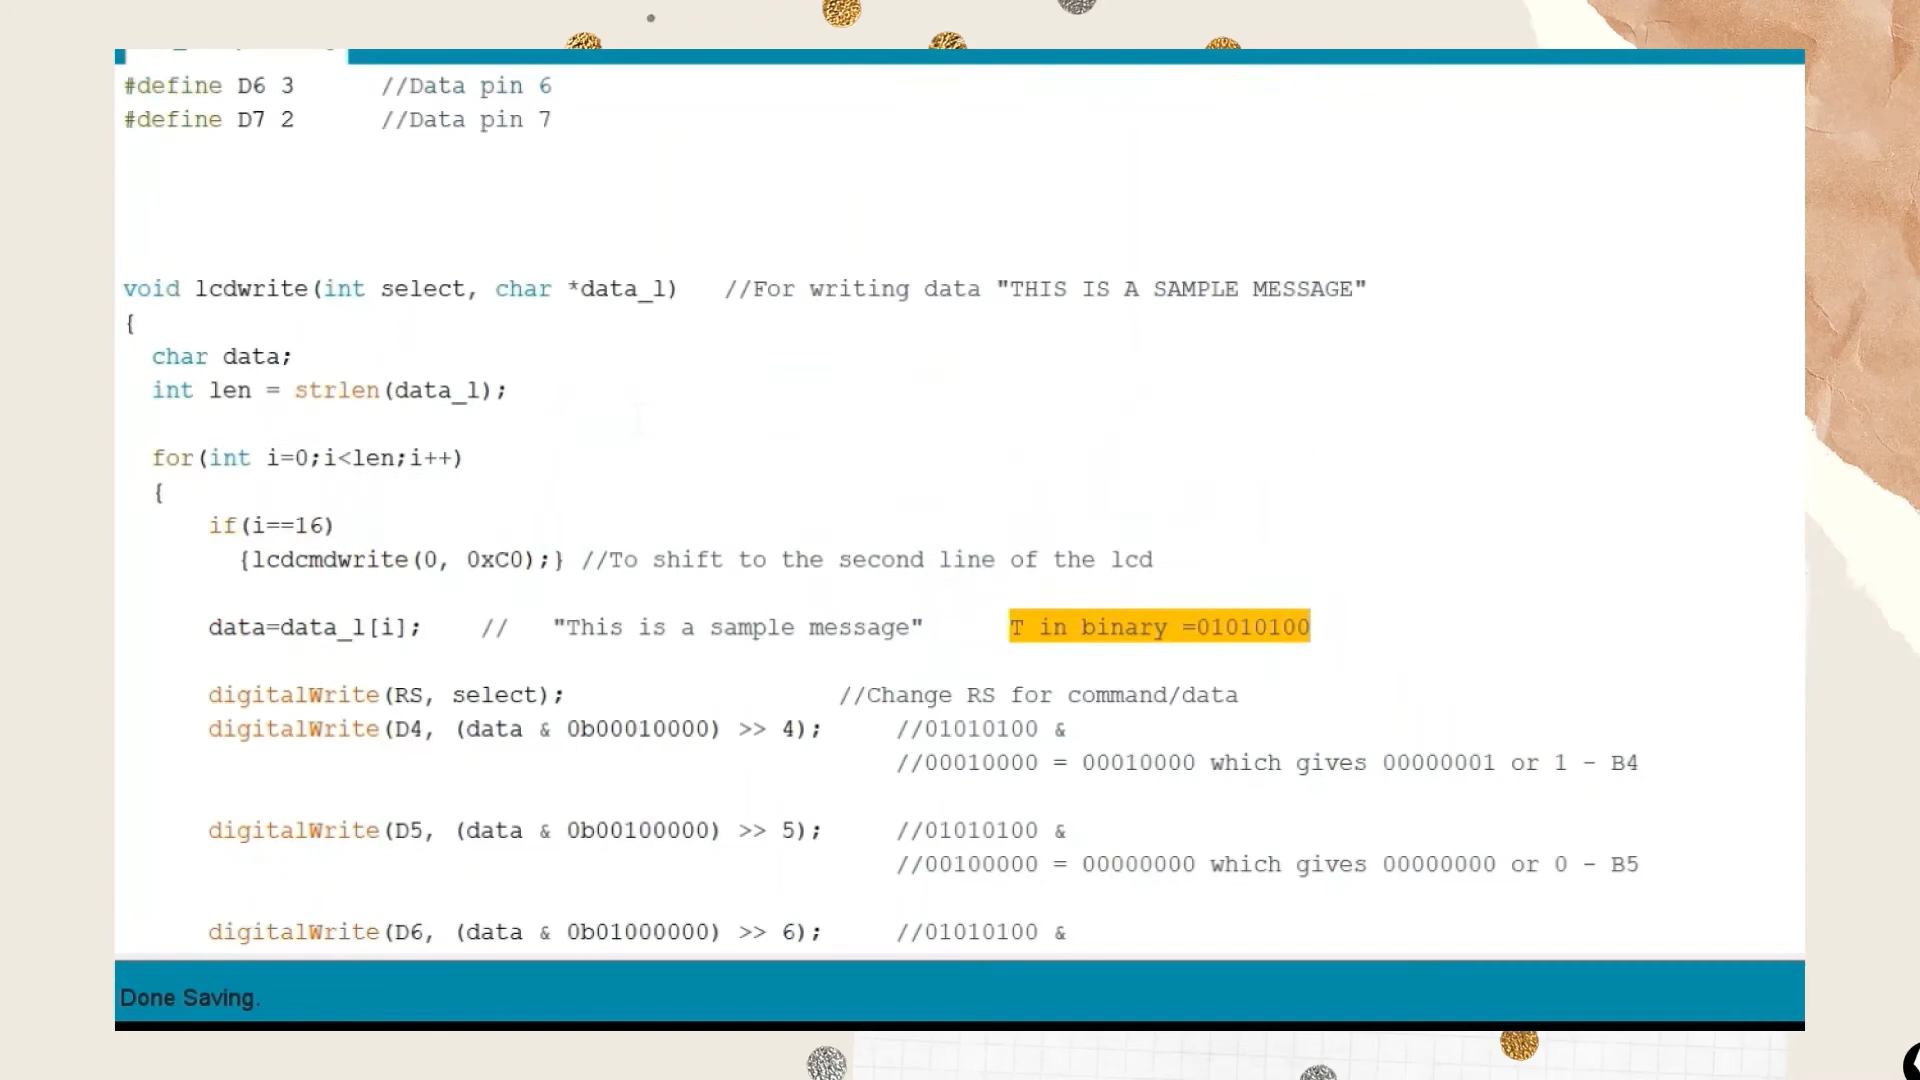 #define D6 3 //Data pin 6
#define D7 2 //Data pin 7
void lcdwrite(int select, char *data_l) //For writing data "THIS IS A SAMPLE MESSAGE"
{
char data;
int len = strlen(data_l);
for(int i=0;i<len;i++)
{
if(i==16)
{lcdcmdwrite(0, 0xC0);} //To shift to the second line of the lcd
data=data_l[i]; // "This is a sample message" T in binary =01010100
digitalWrite(RS, select); //Change RS for command/data
digitalWrite(D4, (data & 0b00010000) >> 4); //01010100 &
//00010000 = 00010000 which gives 00000001 or 1 - B4
digitalWrite(D5, (data & 0b00100000) >> 5); //01010100 &
//00100000 = 00000000 which gives 00000000 or 0 - B5
digitalWrite(D6, (data & 0b01000000) >> 6); //01010100 &
Done Saving.